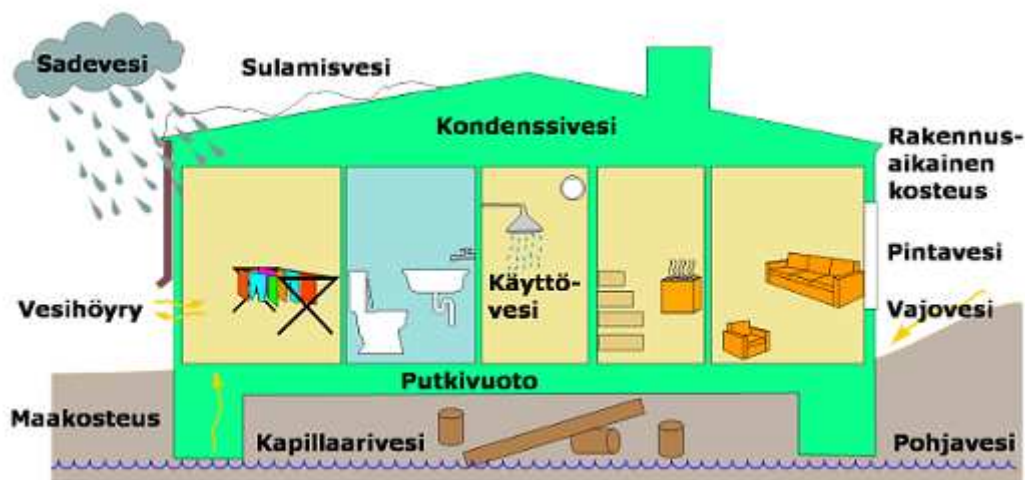 Sadevesi
Sulamisvesi
Kondenssivesi
Rakennus-
aikainen
kosteus
Pintavesi
Käyttö-
vesi
Vesihöyry
Vajovesi
Putkivuoto
Maakosteus
Kapillaarivesi
Pohjavesi